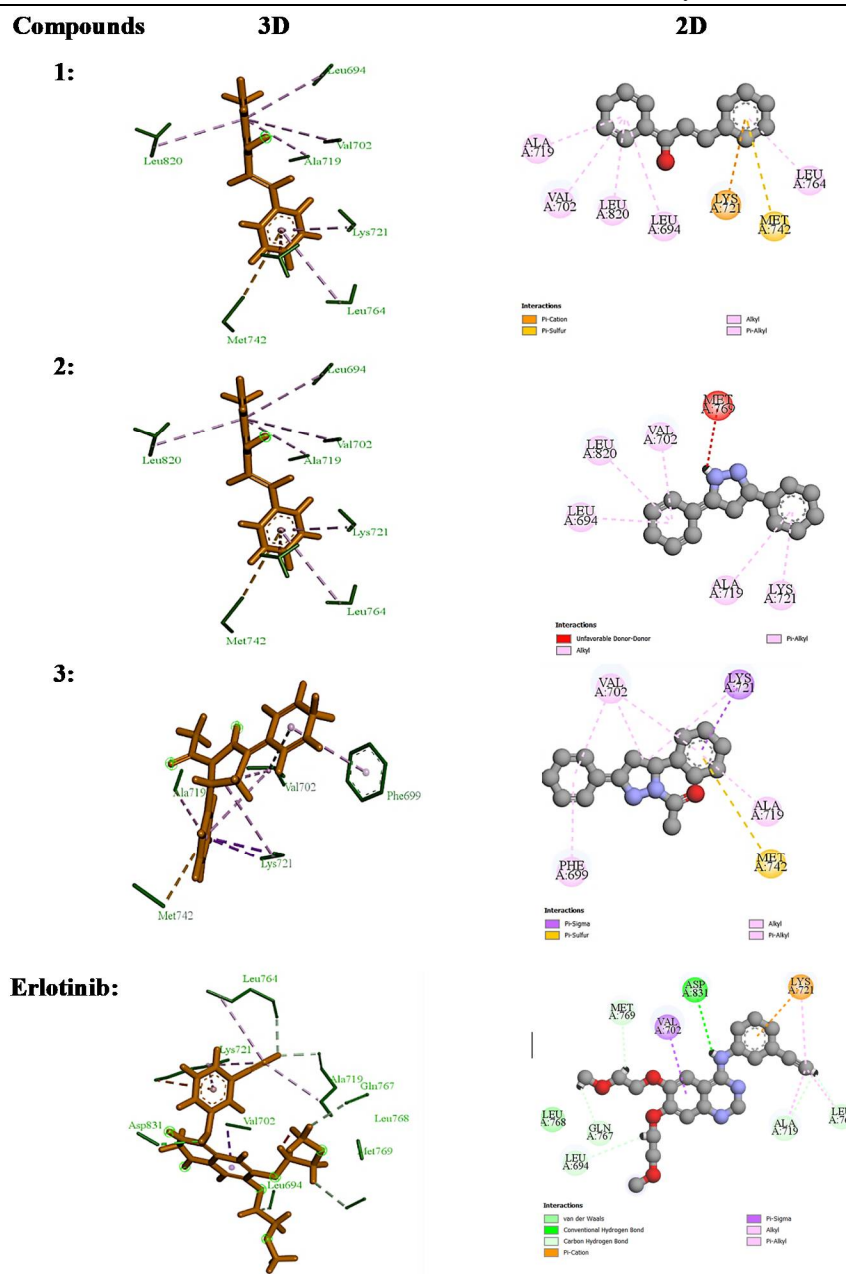 Compounds 3D 2D
1:
Leu694
Leu820
Val702
Ala719
Lys721
Leu764
Met742
ALA
A:719
VAL
A:702
LEU
A:820
LEU
A:694
LYS
A:721
MET
A:742
LEU
A:764
Interactions
Pi-Cation
Pi-Sulfur
Alkyl
Pi-Alkyl
2:
Leu694
Leu820
Val702
Ala719
Lys721
Leu764
Met742
MET
A:769
VAL
A:702
LEU
A:820
LEU
A:694
ALA
A:719
LYS
A:721
Interactions
Unfavorable Donor-Donor
Alkyl
Pi-Alkyl
3:
Ala719
Val702
Phe699
Lys721
Met742
VAL
A:702
LYS
A:721
ALA
A:719
MET
A:742
PHE
A:699
Interactions
Pi-Sigma
Pi-Sulfur
Alkyl
Pi-Alkyl
Erlotinib:
Leu764
Lys721
Ala719
Gln767
Leu768
Asp831
Val702
Met769
Leu694
ASP
A:831
LYS
A:721
MET
A:769
VAL
A:702
LEU
A:768
GLN
A:767
LEU
A:694
ALA
A:719
Interactions
van der Waals
Conventional Hydrogen Bond
Carbon Hydrogen Bond
Pi-Cation
Pi-Sigma
Alkyl
Pi-Alkyl